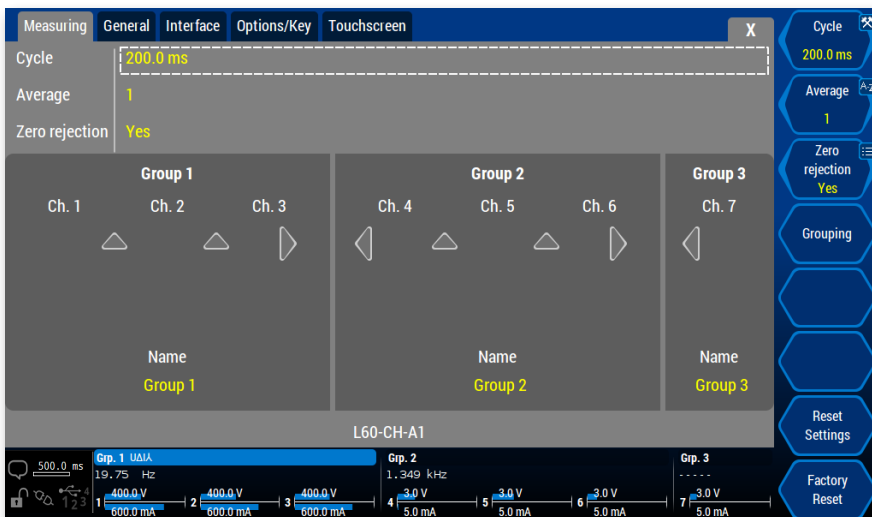 Measuring General Interface Options/Key Touchscreen X
Cycle 200.0 ms
Average 1
Zero rejection Yes
Group 1 Group 2 Group 3
Ch. 1 Ch. 2 Ch. 3 Ch. 4 Ch. 5 Ch. 6 Ch. 7
Name Name Name
Group 1 Group 2 Group 3
L60-CH-A1
Cycle
200.0 ms
Average A-z
1
Zero
rejection
Yes
Grouping
Reset
Settings
Factory
Reset
500.0 ms
4
123
Grp. 1 UΔIλ
19.75 Hz
1 400.0 V 2 400.0 V 3 400.0 V
600.0 mA 600.0 mA 600.0 mA
Grp. 2
1.349 kHz
4 3.0 V 5 3.0 V 6 3.0 V
5.0 mA 5.0 mA 5.0 mA
Grp. 3
-----
7 3.0 V
5.0 mA